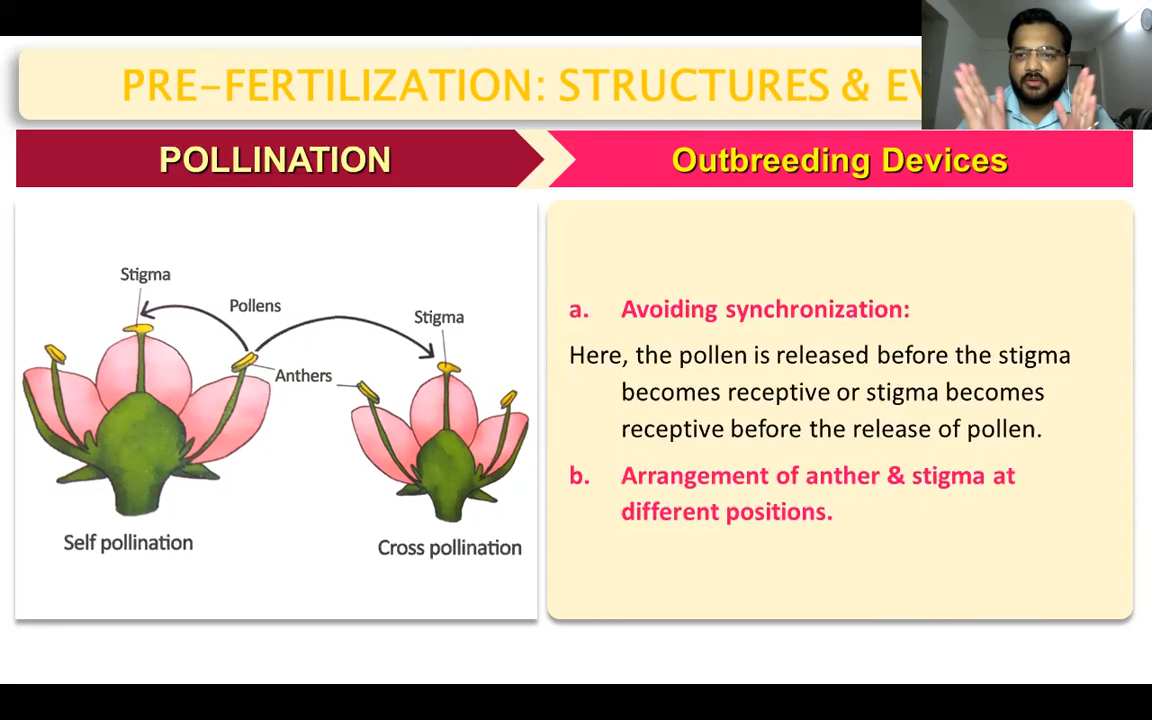 PRE-FERTILIZATION: STRUCTURES &
POLLINATION
Outbreeding Devices
Stigma
Pollens
Stigma
Anthers
Self pollination
Cross pollination
a. Avoiding synchronization:
Here, the pollen is released before the stigma
becomes receptive or stigma becomes
receptive before the release of pollen.
b. Arrangement of anther & stigma at
different positions.